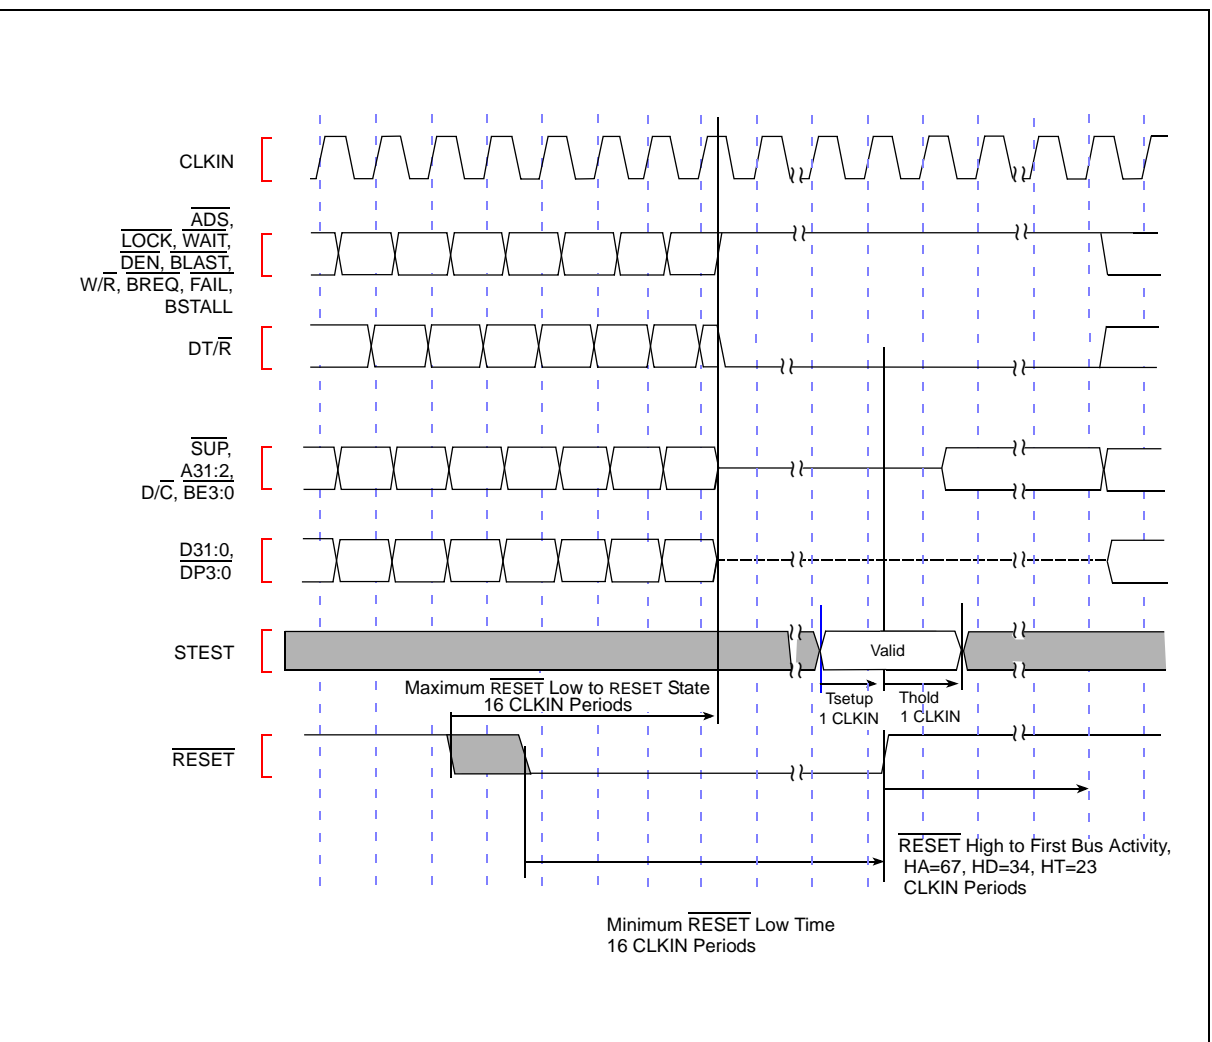 CLKIN
ADS,
LOCK, WAIT,
DEN, BLAST,
W/R, BREQ, FAIL,
BSTALL
DT/R
SUP,
A31:2,
D/C, BE3:0
D31:0,
DP3:0
STEST
Valid
Maximum RESET Low to RESET State
16 CLKIN Periods
Tsetup
1 CLKIN
Thold
1 CLKIN
RESET
RESET High to First Bus Activity,
HA=67, HD=34, HT=23
CLKIN Periods
Minimum RESET Low Time
16 CLKIN Periods